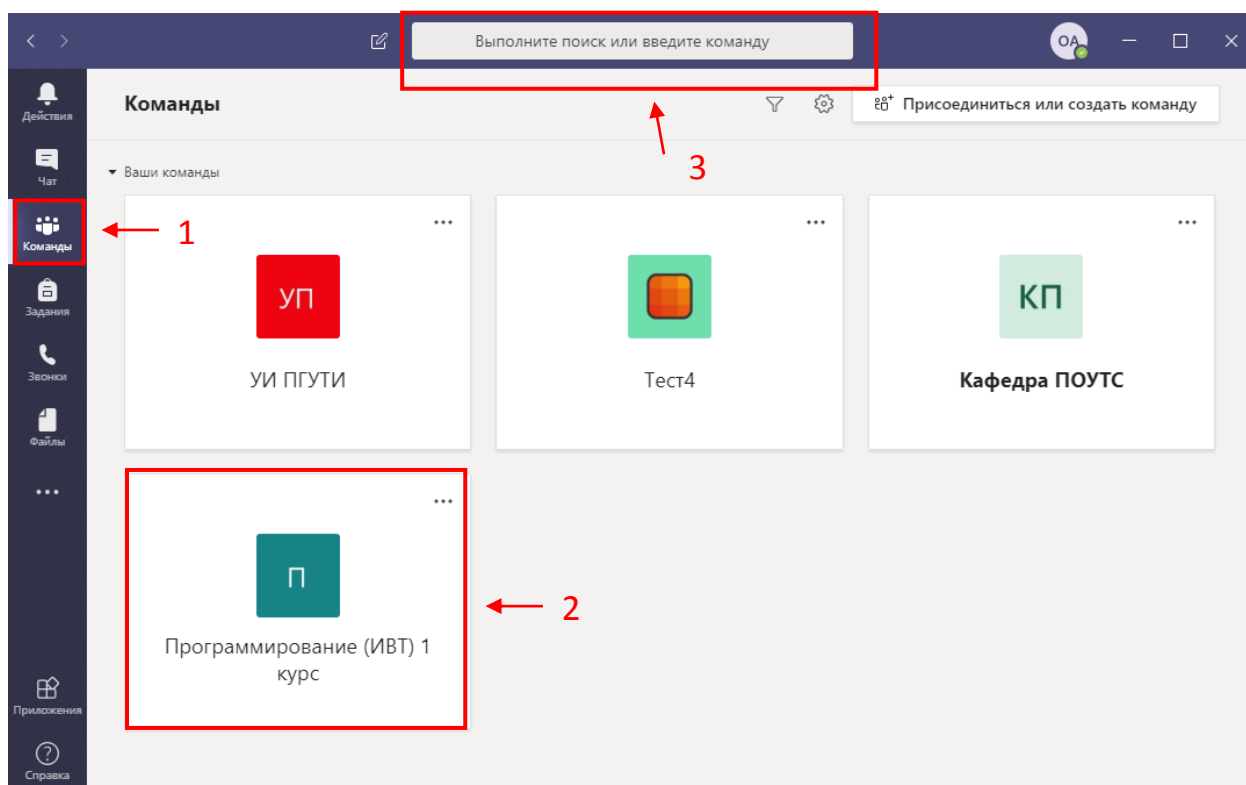 Выполните поиск или введите команду
OA
Действия
Команды
Присоединиться или создать команду
3
Чат
Ваши команды
Команды
1
УП
КП
Задания
УИ ПГУТИ
Тест4
Кафедра ПОУТС
Звонки
Файлы
П
2
Программирование (ИВТ) 1
курс
Приложения
Справка